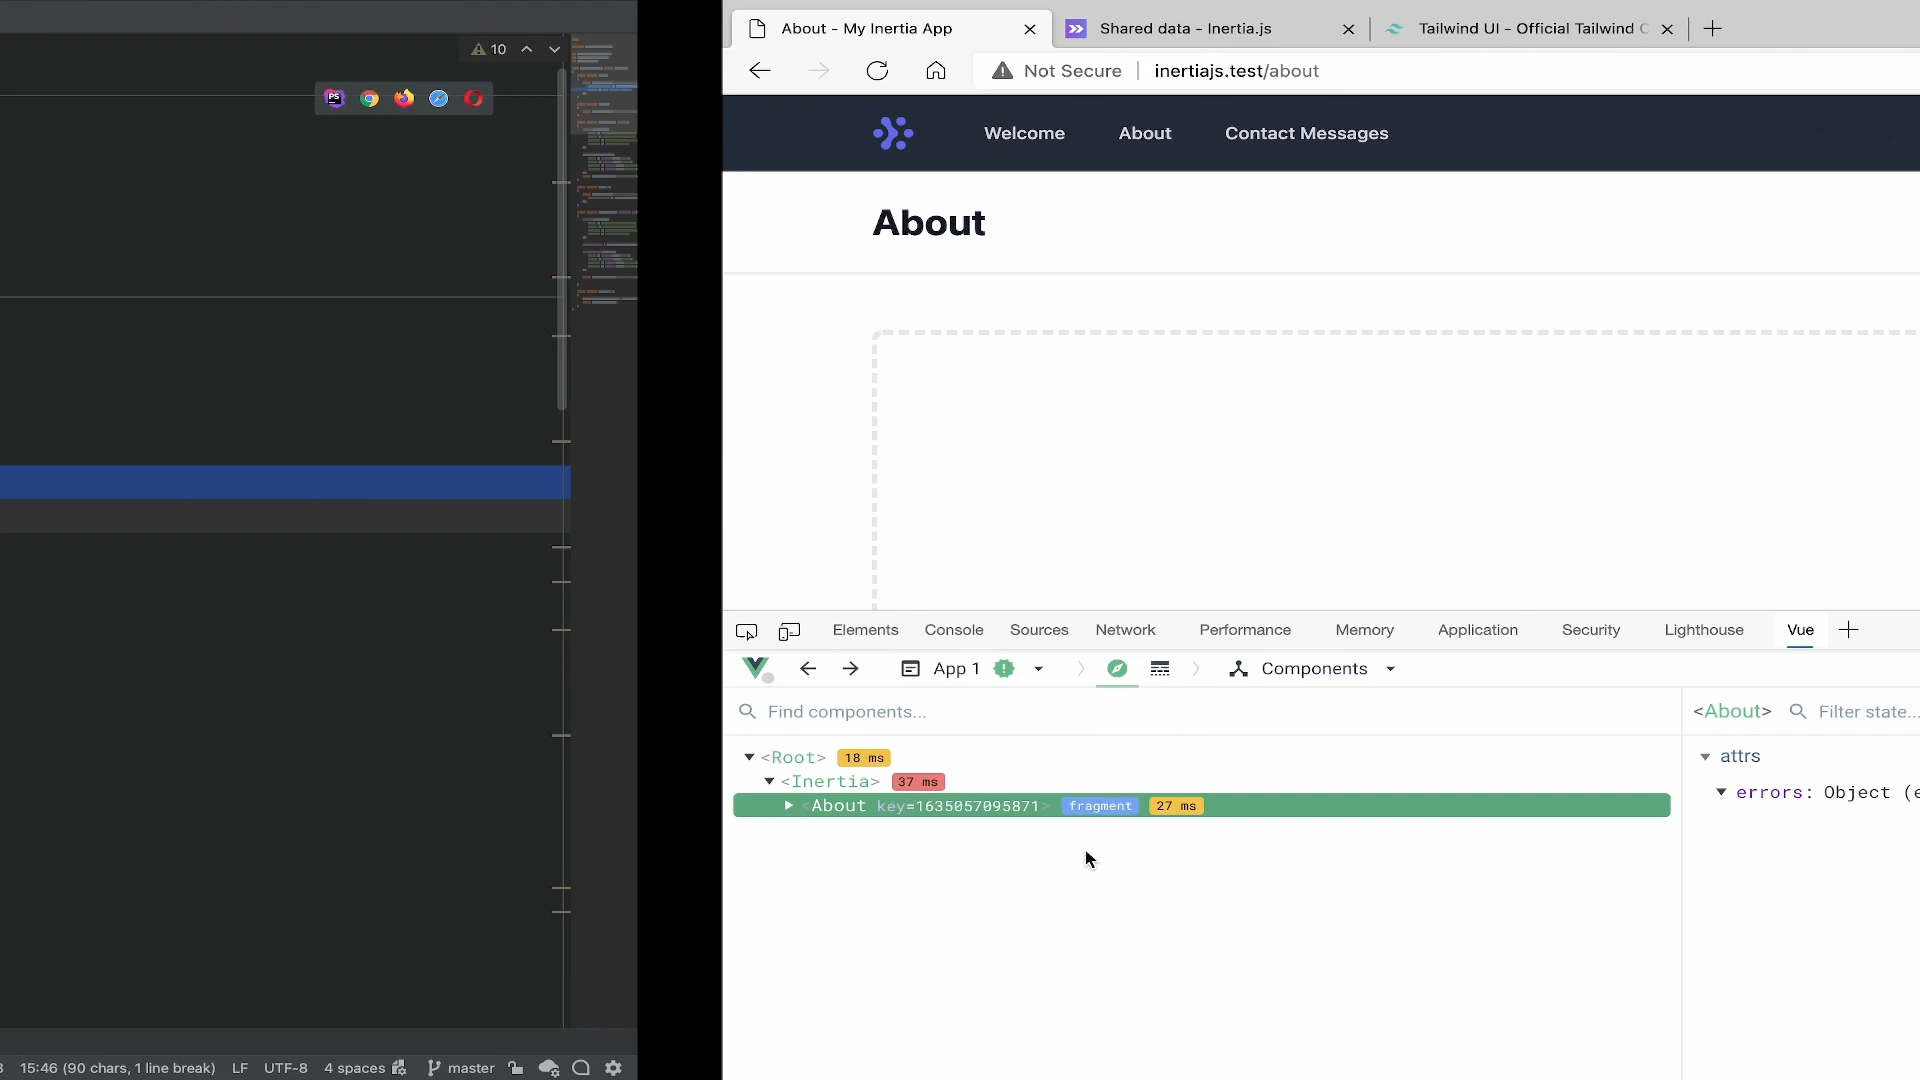 10
PS
15:46 (90 chars, 1 line break) LF UTF-8 4 spaces master
About - My Inertia App
Shared data - Inertia.js
Tailwind UI - Official Tailwind C
Not Secure inertiajs.test/about
Welcome About Contact Messages
About
Elements Console Sources Network Performance Memory Application Security Lighthouse Vue
App 1 Components
Find components...
<About> Filter state...
<Root> 18 ms
attrs
<Inertia> 37 ms
errors: Object (e
<About key=1635057095871> fragment 27 ms